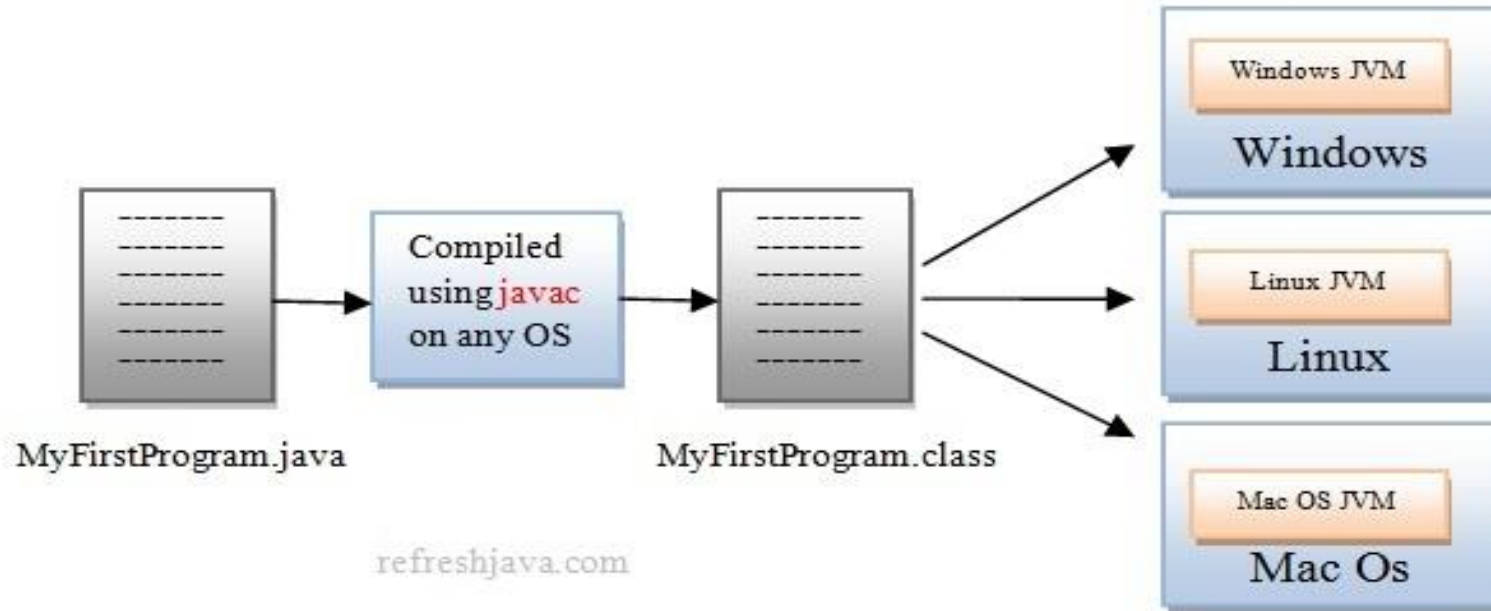 MyFirstProgram.java
Compiled
using javac
on any OS
MyFirstProgram.class
Windows JVM
Windows
Linux JVM
Linux
Mac OS JVM
Mac Os
refreshjava.com